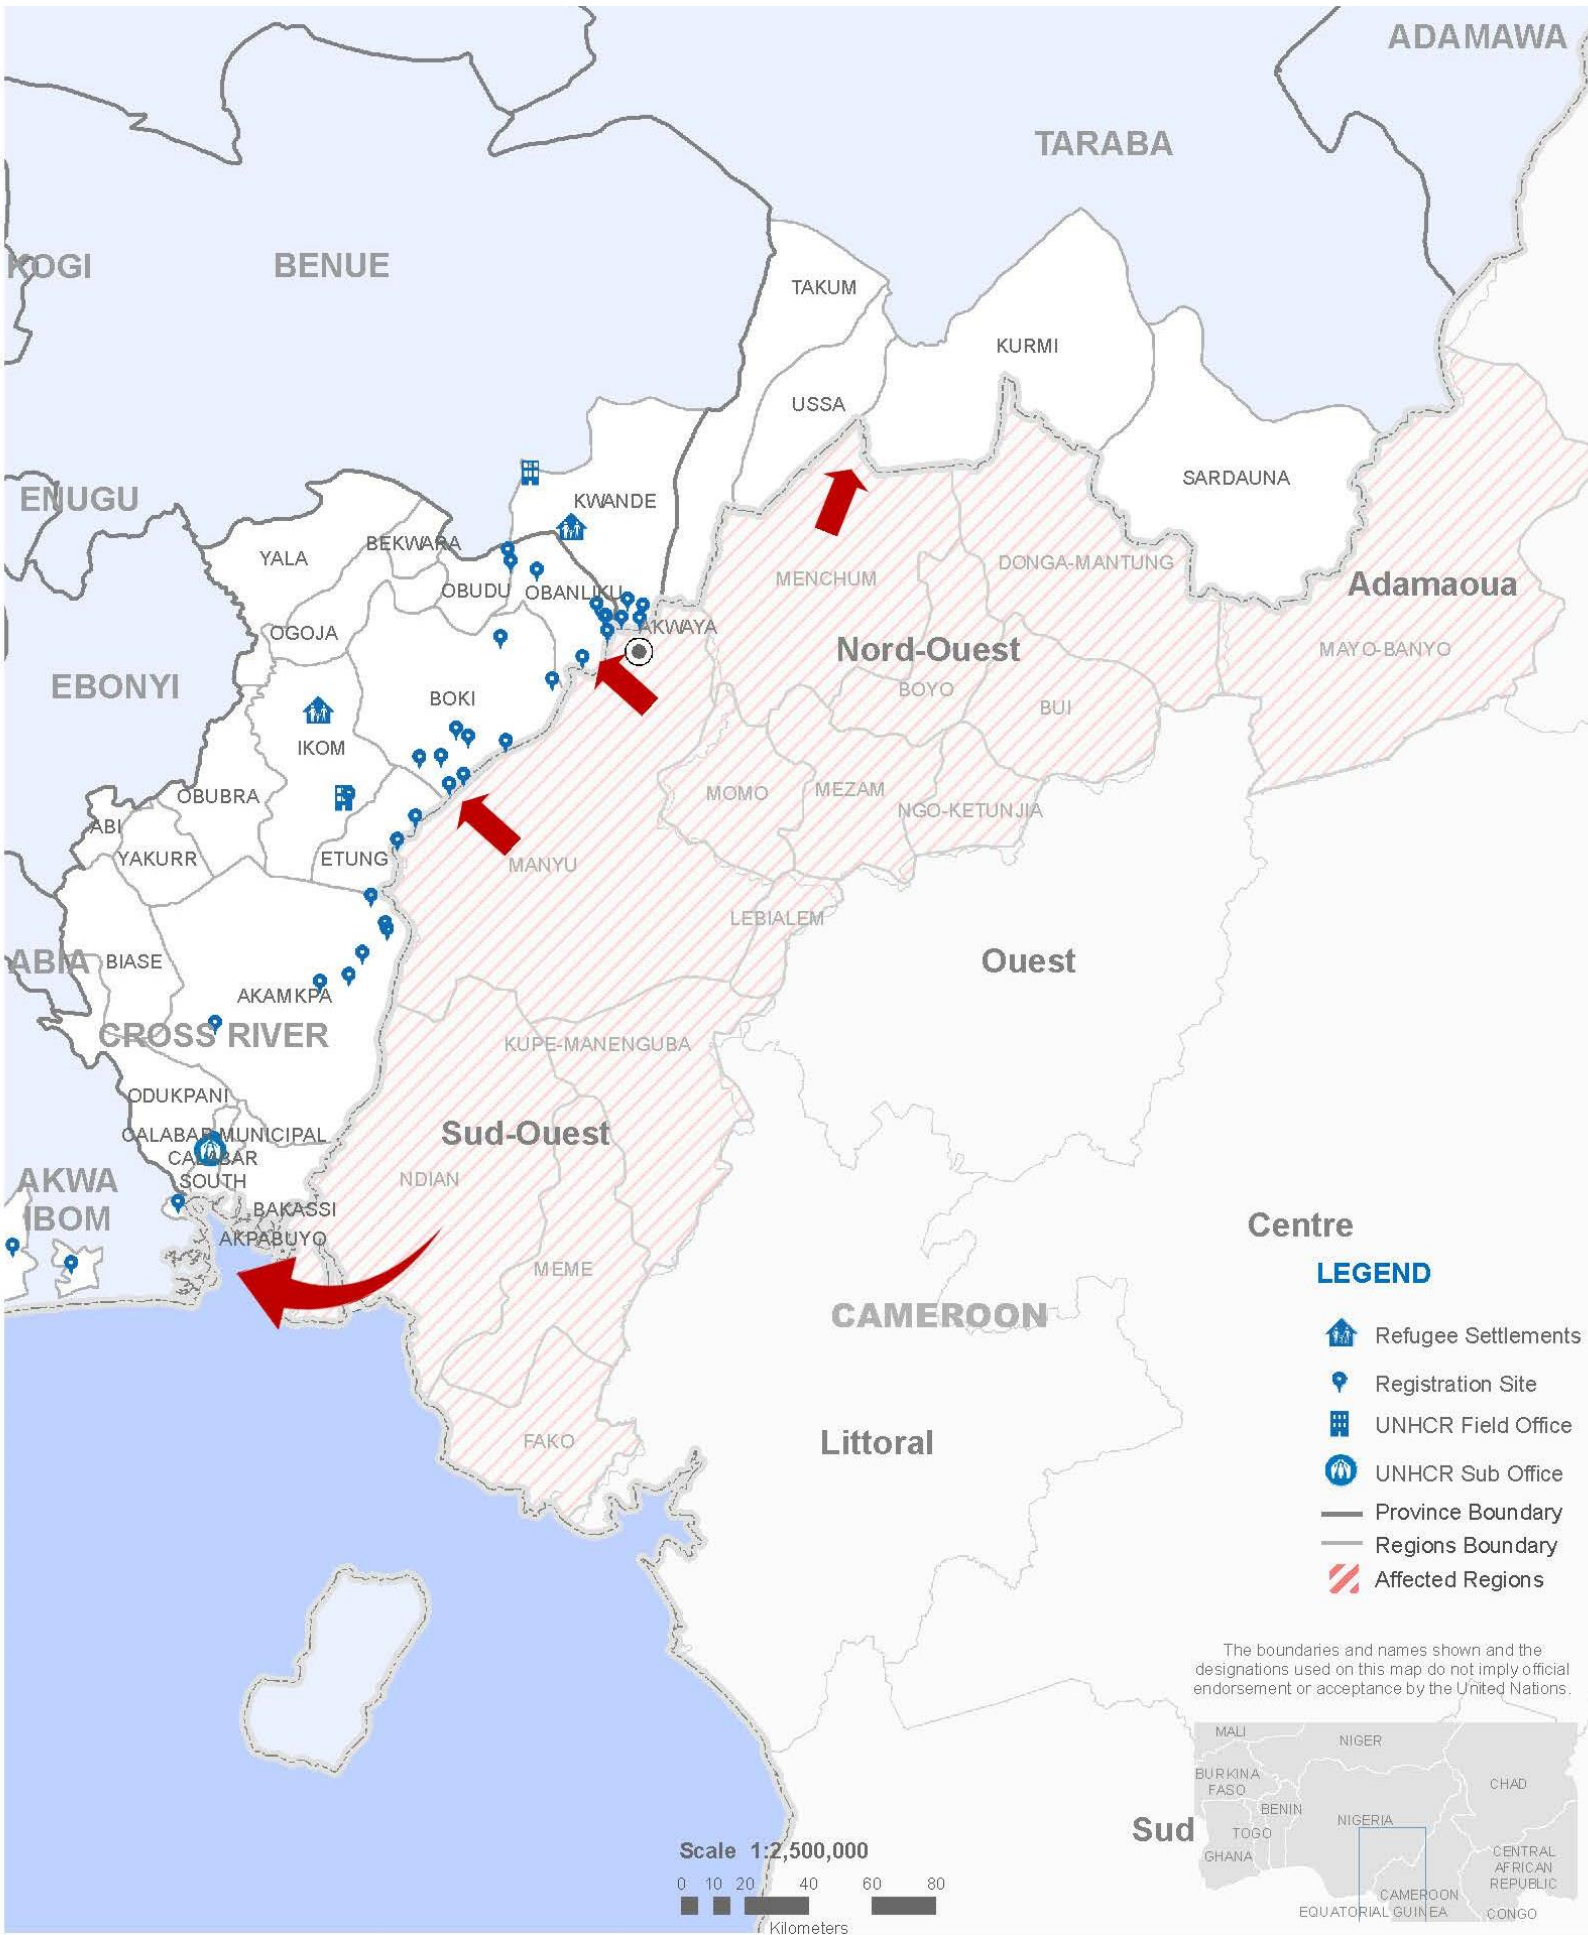 ADAMAWA
TARABA
KOGI
BENUE
TAKUM
KURMI
USSA
SARDAUNA
ENUGU
KWANDE
YALA
BEKWARA
OBUDU
OBANLIKU
MENCHUM
DONGA-MANTUNG
Adamaoua
OGOJA
AKWAYA
Nord-Ouest
MAYO-BANYO
EBONYI
BOKI
BOYO
BUI
IKOM
OBUBRA
MOMO
MEZAM
NGO-KETUNJIA
ABI
YAKURR
ETUNG
MANYU
LEBIALEM
ABIA
BIASE
Ouest
AKAMKPA
CROSS RIVER
KUPE-MANENGUBA
ODUKPANI
CALABAR MUNICIPAL
CALABAR
SOUTH
Sud-Ouest
NDIAN
AKWA
IBOM
BAKASSI
AKPABUYO
MEME
Centre
CAMEROON
Littoral
FAKO
LEGEND
Refugee Settlements
Registration Site
UNHCR Field Office
UNHCR Sub Office
Province Boundary
Regions Boundary
Affected Regions
The boundaries and names shown and the
designations used on this map do not imply official
endorsement or acceptance by the United Nations.
Sud
Scale 1:2,500,000
0 10 20 40 60 80
Kilometers
MALI
NIGER
BURKINA
FASO
CHAD
BENIN
NIGERIA
TOGO
GHANA
CENTRAL
AFRICAN
REPUBLIC
CAMEROON
EQUATORIAL GUINEA
CONGO